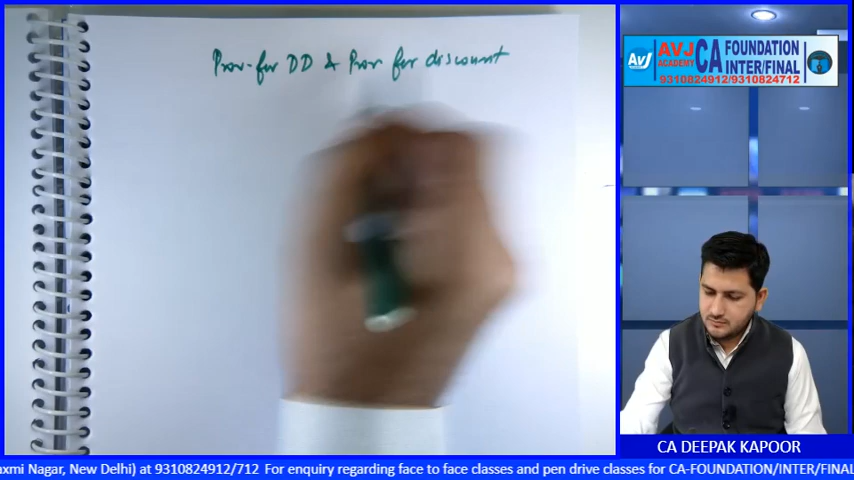 Prov. for DD & Prov for discount
AVJ
ACADEMY
CA
FOUNDATION
INTER/FINAL
9310824912/9310824712
AVJ
CA DEEPAK KAPOOR
axmi Nagar, New Delhi) at 9310824912/712 For enquiry regarding face to face classes and pen drive classes for CA-FOUNDATION/INTER/FINAL